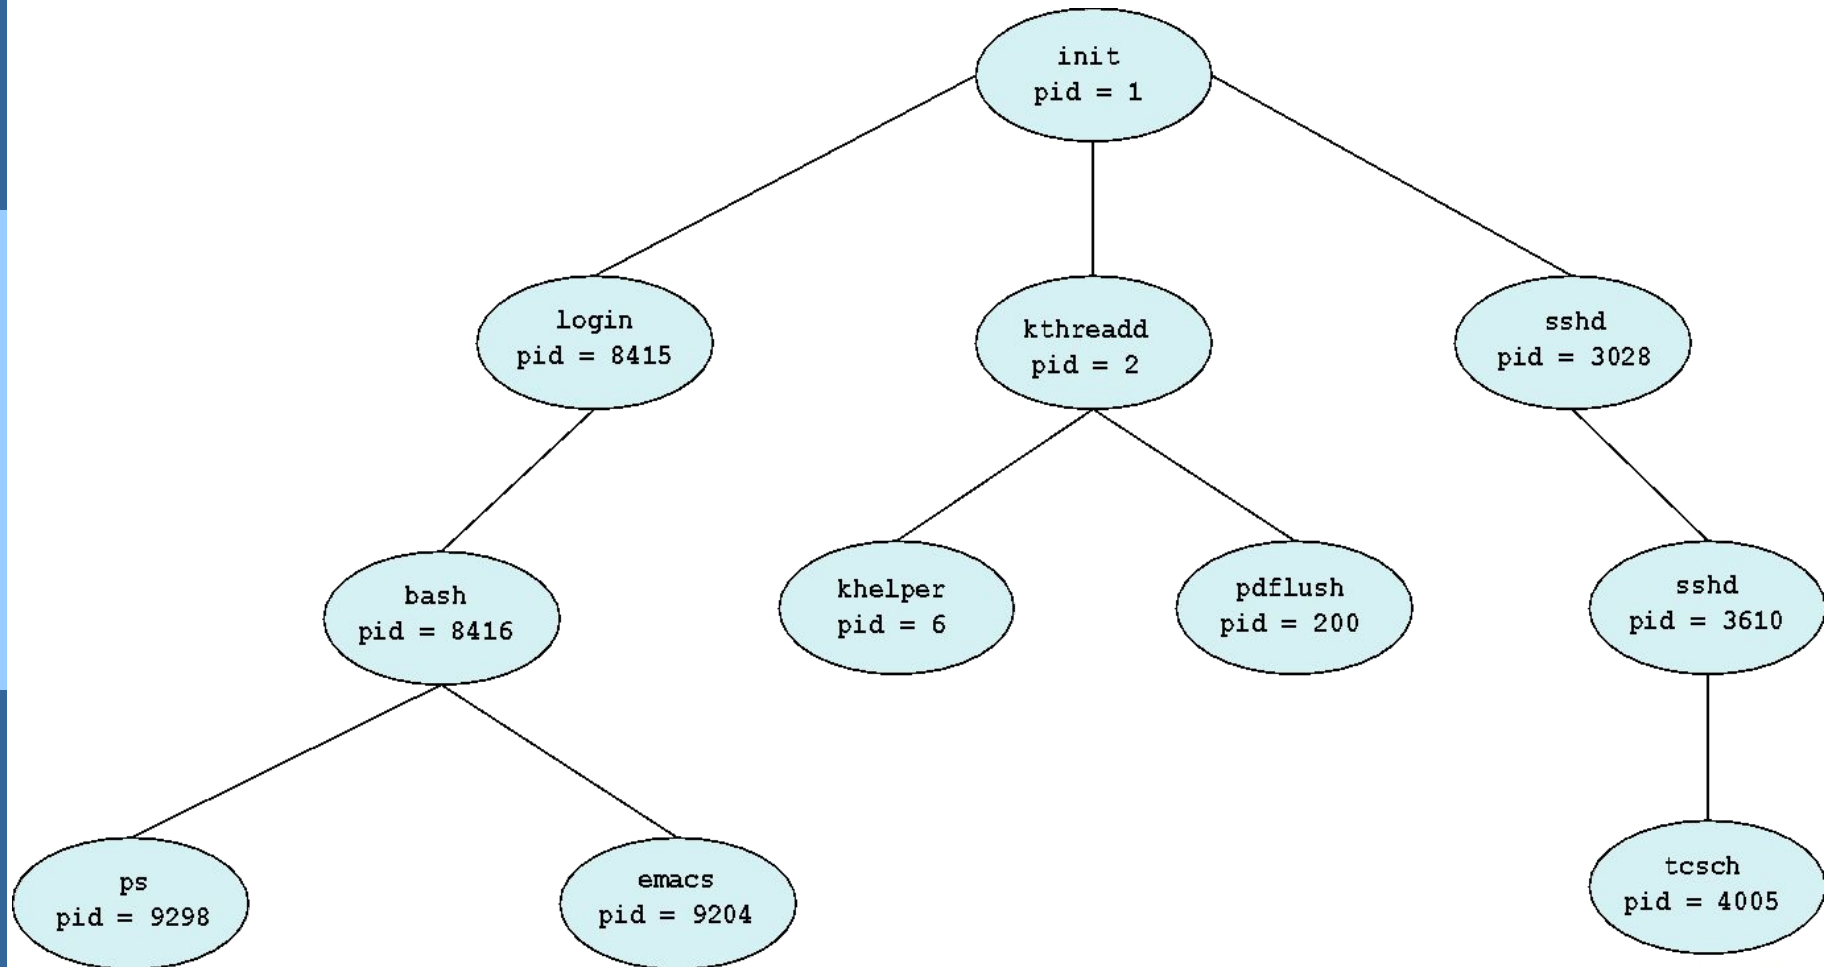 init
pid = 1
login
pid = 8415
kthreadd
pid = 2
sshd
pid = 3028
bash
pid = 8416
khelper
pid = 6
pdflush
pid = 200
sshd
pid = 3610
ps
pid = 9298
emacs
pid = 9204
tcsch
pid = 4005